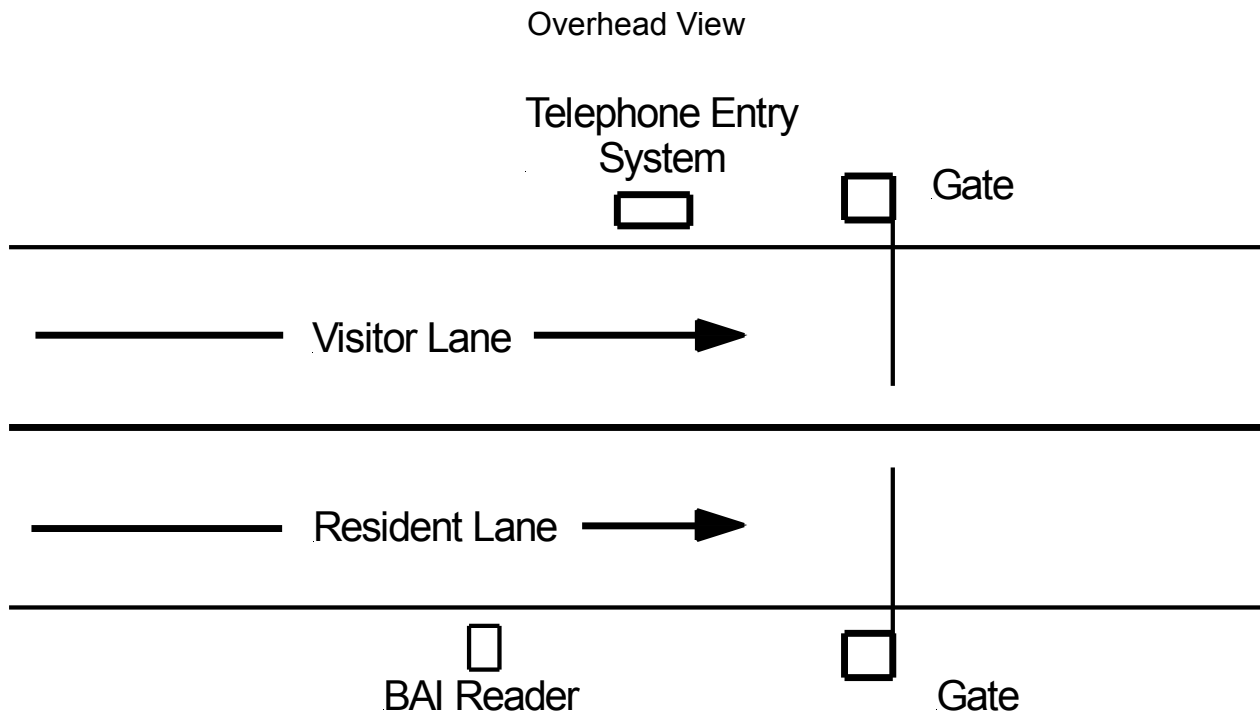 Overhead View
Telephone Entry
System
Gate
Visitor Lane
Resident Lane
BAI Reader
Gate